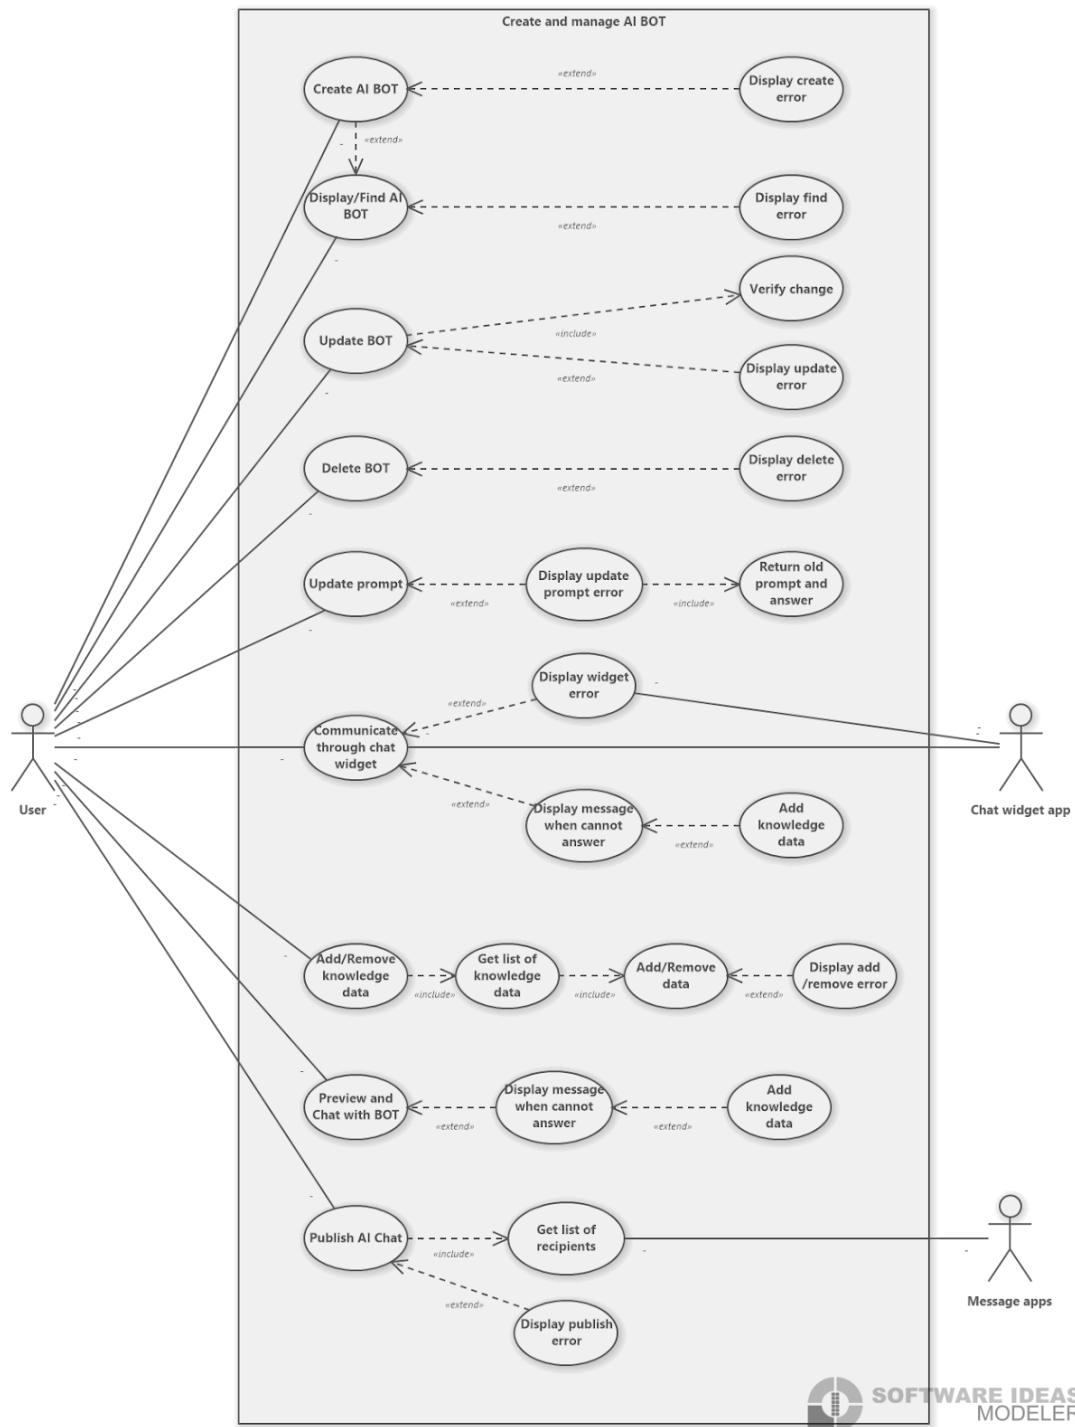 Create and manage AI BOT
Create AI BOT
«extend»
Display create
error
«extend»
Display/Find AI
BOT
«extend»
Display find
error
Verify change
Update BOT
«include»
«extend»
Display update
error
Delete BOT
«extend»
Display delete
error
Update prompt
«extend»
Display update
prompt error
«include»
Return old
prompt and
answer
Display widget
error
«extend»
Communicate
through chat
widget
«extend»
Display message
when cannot
answer
«extend»
Add
knowledge
data
User
Chat widget app
Add/Remove
knowledge
data
«include»
Get list of
knowledge
data
«include»
Add/Remove
data
«extend»
Display add
/remove error
Preview and
Chat with BOT
«extend»
Display message
when cannot
answer
«extend»
Add
knowledge
data
Publish AI Chat
«include»
Get list of
recipients
«extend»
Display publish
error
Message apps
SOFTWARE IDEAS
MODELER